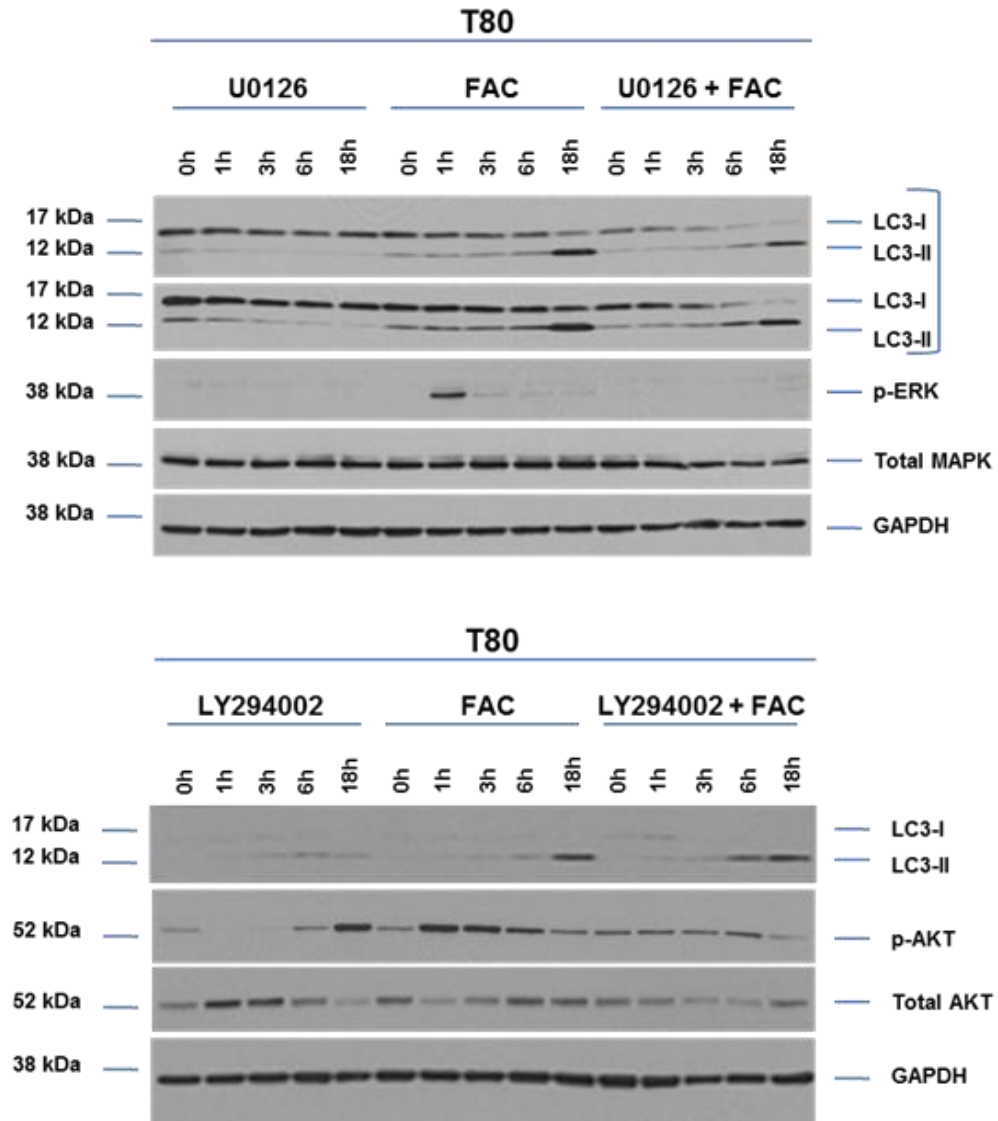 T80
U0126 FAC U0126 + FAC
0h 1h 3h 6h 18h 0h 1h 3h 6h 18h 0h 1h 3h 6h 18h
17 kDa LC3-I
12 kDa LC3-II
17 kDa LC3-I
12 kDa LC3-II
38 kDa p-ERK
38 kDa Total MAPK
38 kDa GAPDH
T80
LY294002 FAC LY294002 + FAC
0h 1h 3h 6h 18h 0h 1h 3h 6h 18h 0h 1h 3h 6h 18h
17 kDa LC3-I
12 kDa LC3-II
52 kDa p-AKT
52 kDa Total AKT
38 kDa GAPDH